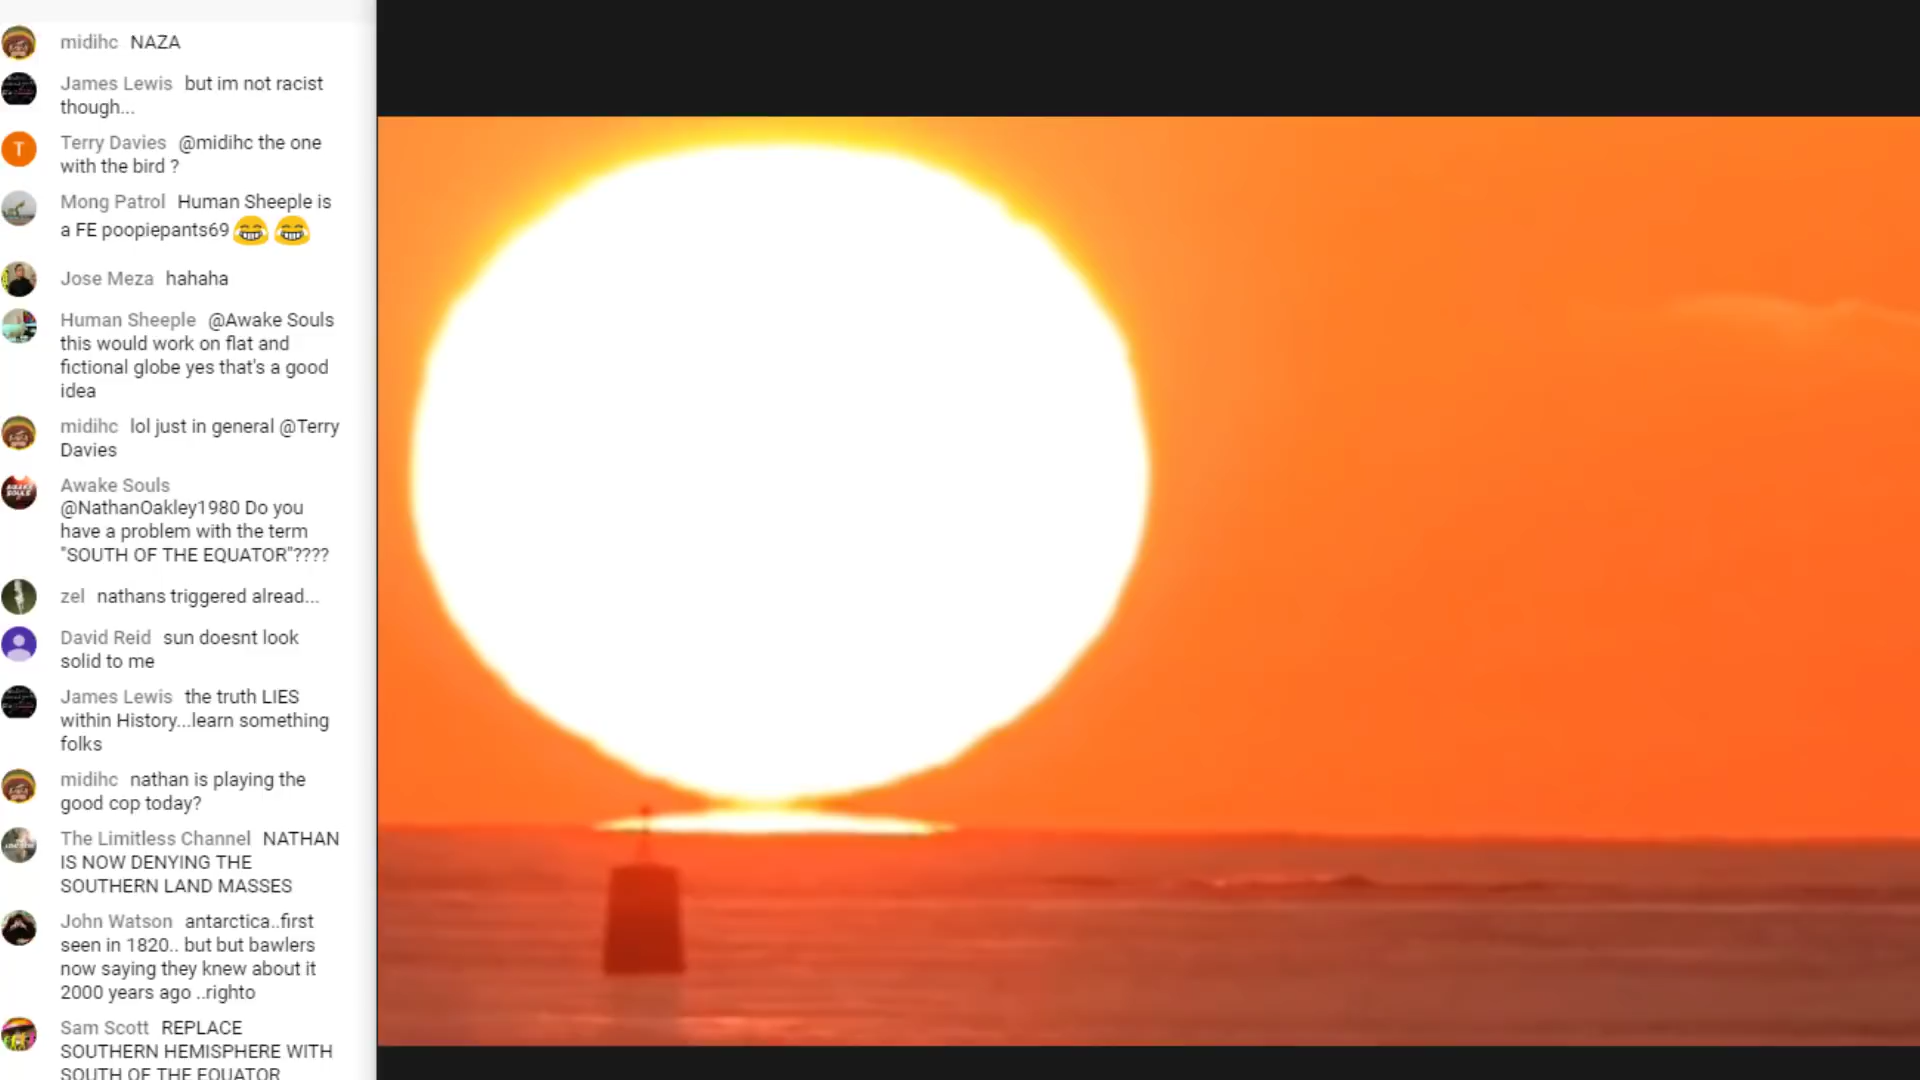 midihc NAZA
James Lewis but im not racist
though...
T
Terry Davies @midihc the one
with the bird ?
Mong Patrol Human Sheeple is
a FE poopiepants69
Jose Meza hahaha
Human Sheeple @Awake Souls
this would work on flat and
fictional globe yes that's a good
idea
midihc lol just in general @Terry
Davies
Awake Souls
@NathanOakley1980 Do you
have a problem with the term
"SOUTH OF THE EQUATOR"????
zel nathans triggered alread...
David Reid sun doesnt look
solid to me
James Lewis the truth LIES
within History...learn something
folks
midihc nathan is playing the
good cop today?
The Limitless Channel NATHAN
IS NOW DENYING THE
SOUTHERN LAND MASSES
John Watson antarctica..first
seen in 1820.. but but bawlers
now saying they knew about it
2000 years ago ..righto
Sam Scott REPLACE
SOUTHERN HEMISPHERE WITH
SOUTH OF THE EQUATOR